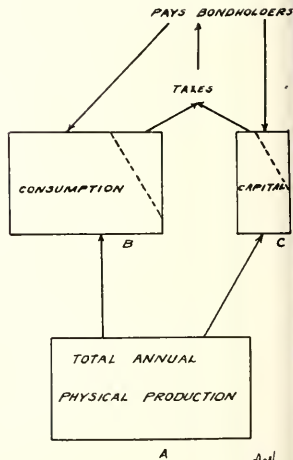 PAYS BONDHOLDERS
TAXES
CONSUMPTION
CAPITAL
B
C
TOTAL ANNUAL
PHYSICAL PRODUCTION
A